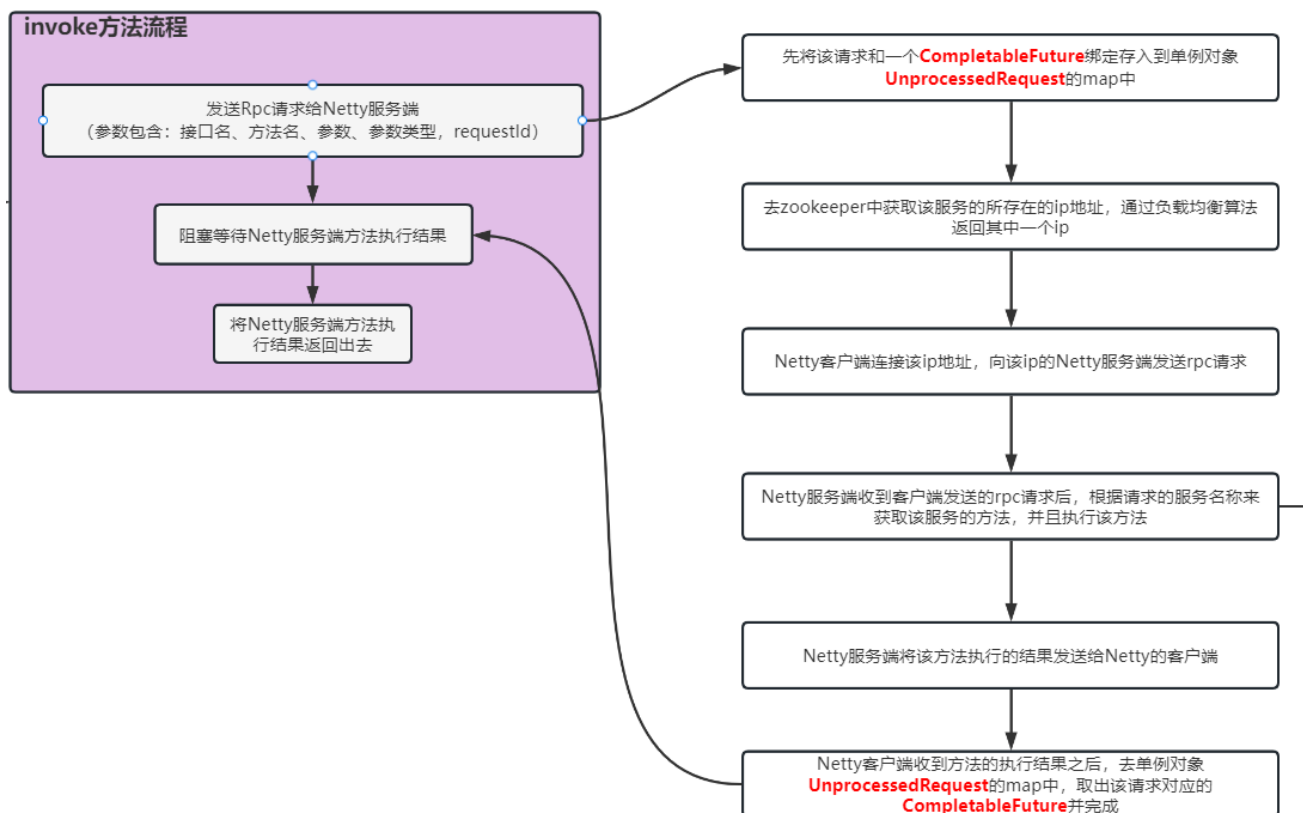 invoke方法流程
发送Rpc请求给Netty服务端
（参数包含：接口名、方法名、参数、参数类型，requestId）
阻塞等待Netty服务端方法执行结果
将Netty服务端方法执
行结果返回出去
先将该请求和一个CompletableFuture绑定存入到单例对象
UnprocessedRequest的map中
去zookeeper中获取该服务的所存在的ip地址，通过负载均衡算法
返回其中一个ip
Netty客户端连接该ip地址，向该ip的Netty服务端发送rpc请求
Netty服务端收到客户端发送的rpc请求后，根据请求的服务名称来
获取该服务的方法，并且执行该方法
Netty服务端将该方法执行的结果发送给Netty的客户端
Netty客户端收到方法的执行结果之后，去单例对象
UnprocessedRequest的map中，取出该请求对应的
CompletableFuture并完成